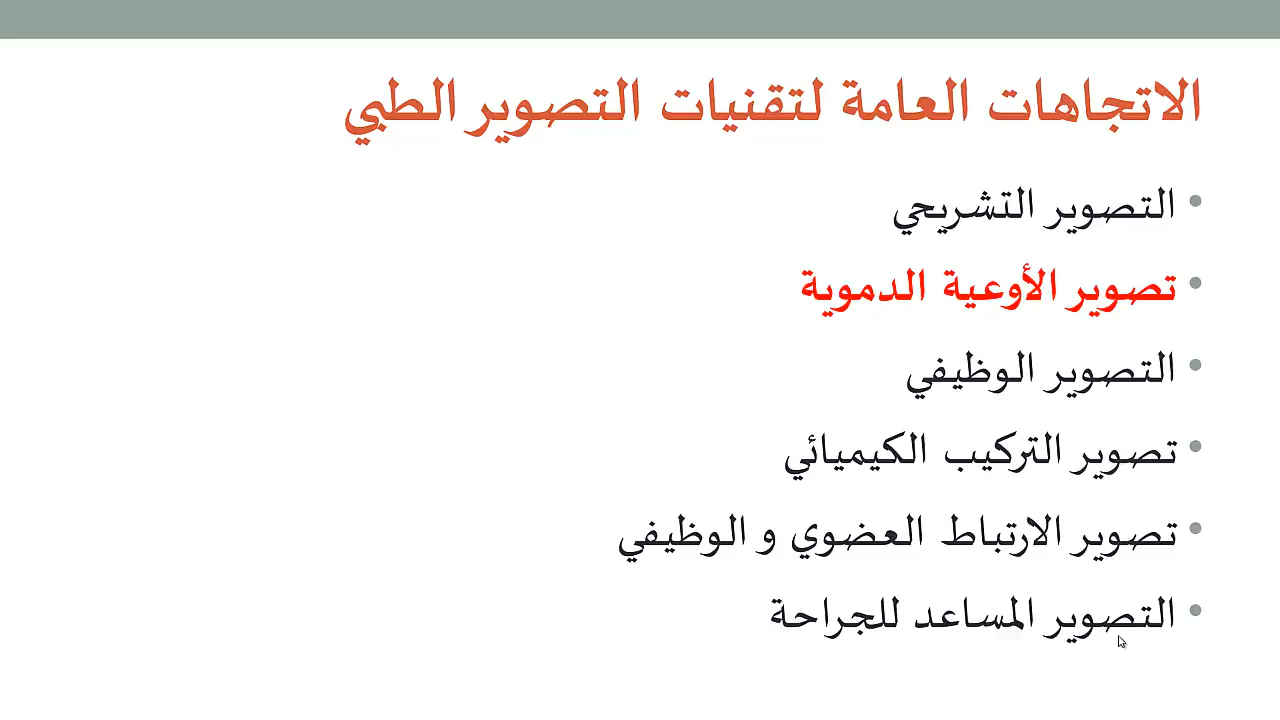 الاتجاهات العامة لتقنيات التصوير الطبي
• التصوير التشريحي
• تصوير الأوعية الدموية
• التصوير الوظيفي
• تصوير التركيب الكيميائي
• تصوير الارتباط العضوي و الوظيفي
• التصوير المساعد للجراحة